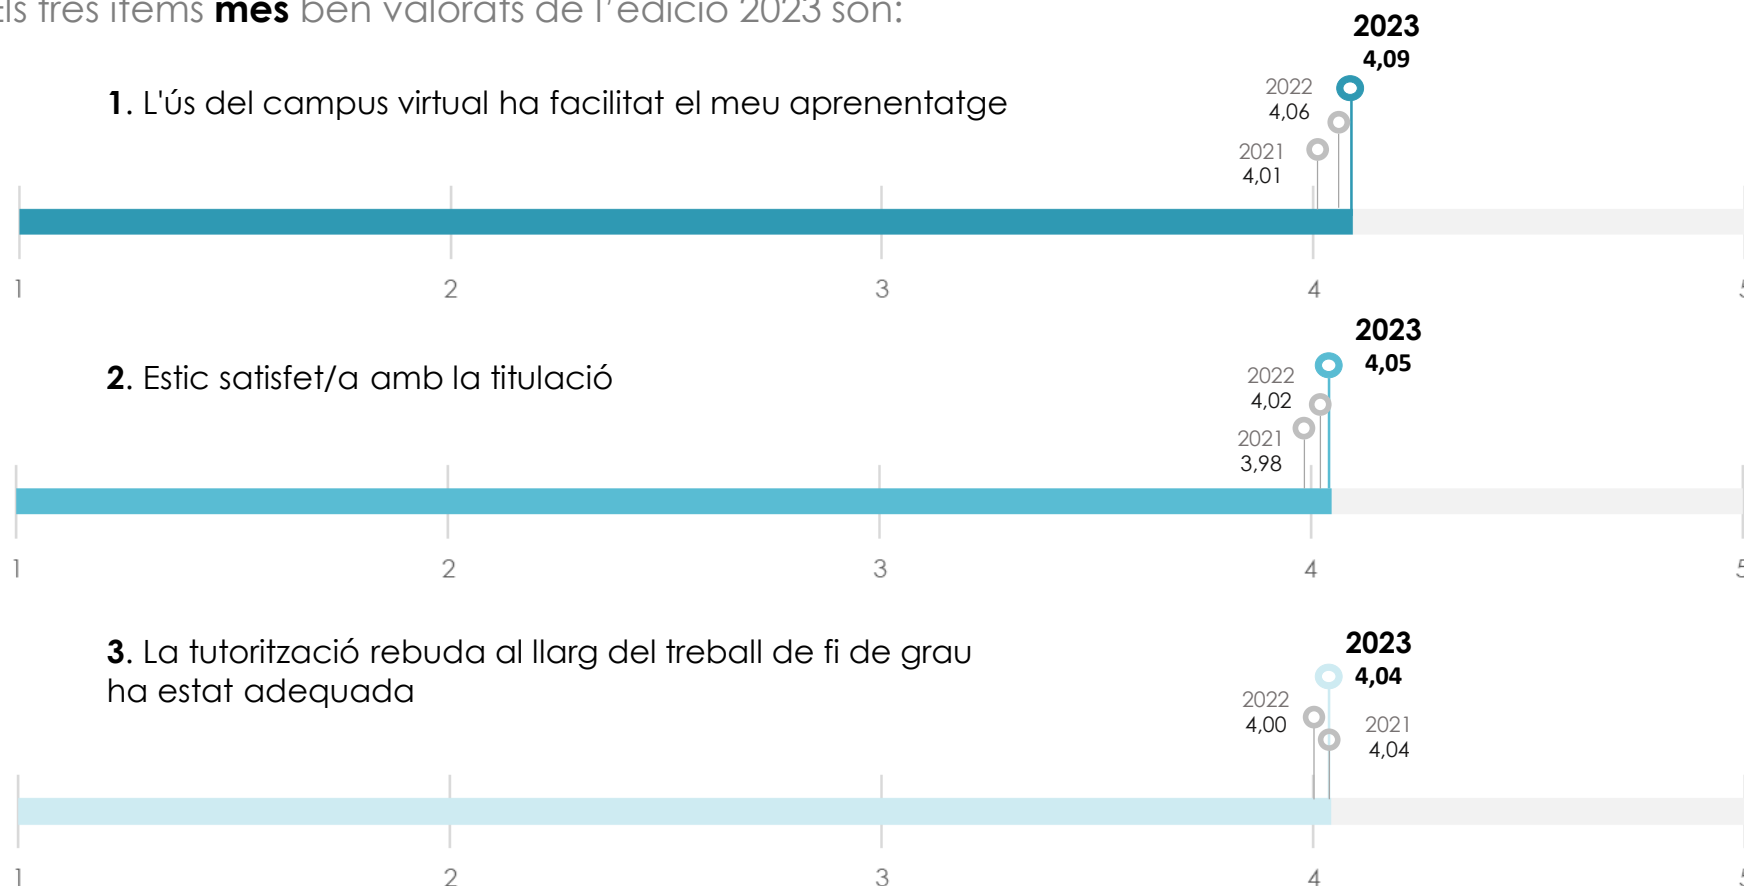 Els tres ítems més ben valorats de l'edició 2023 són:
2023
4,09
2022
4,06
1. L'ús del campus virtual ha facilitat el meu aprenentatge
2021
4,01
1 2 3 4 5
2023
4,05
2022
4,02
2. Estic satisfet/a amb la titulació
2021
3,98
1 2 3 4 5
3. La tutorització rebuda al llarg del treball de fi de grau
ha estat adequada
2023
4,04
2022
4,00
2021
4,04
1 2 3 4 5